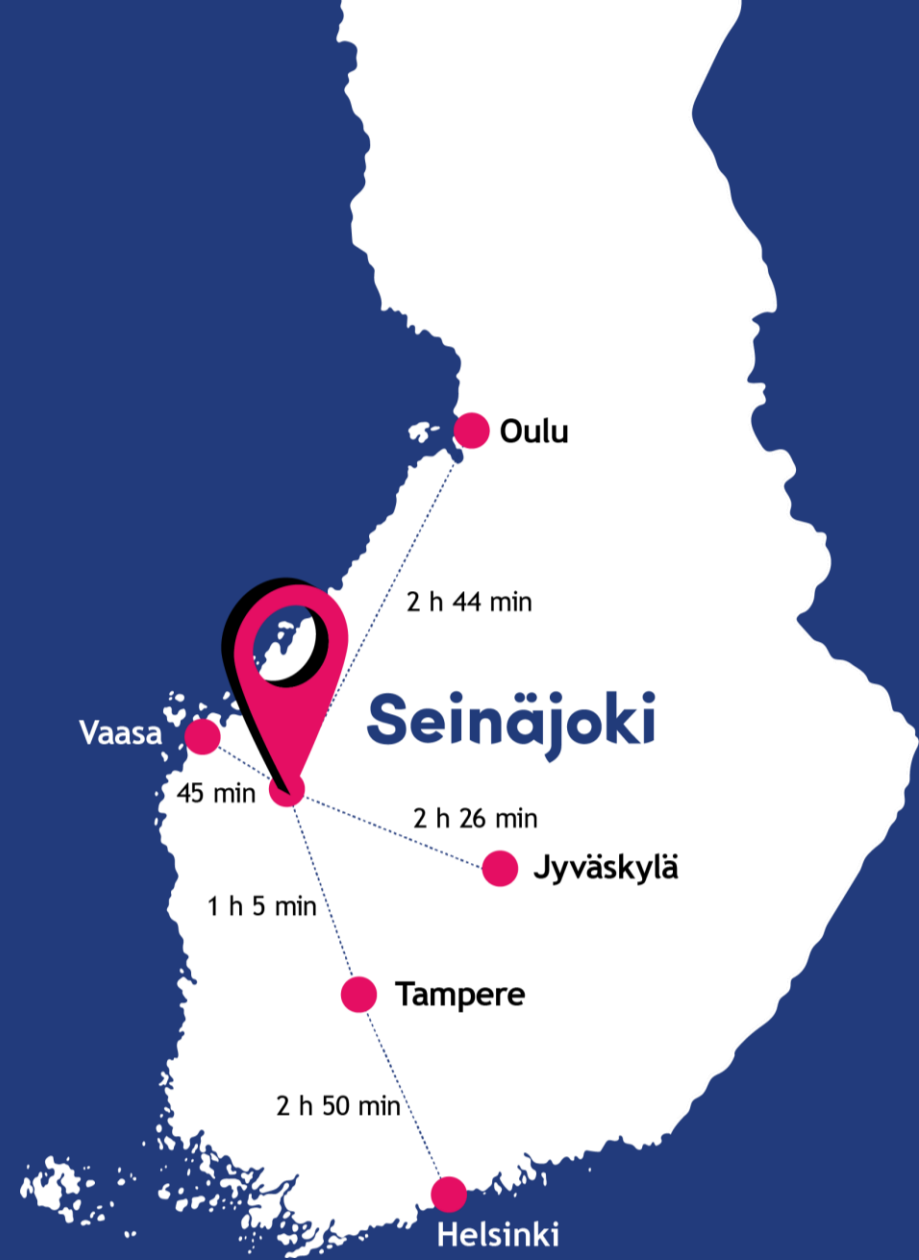 Oulu
2 h 44 min
Seinäjoki
Vaasa
45 min
2 h 26 min
Jyväskylä
1 h 5 min
Tampere
2 h 50 min
Helsinki